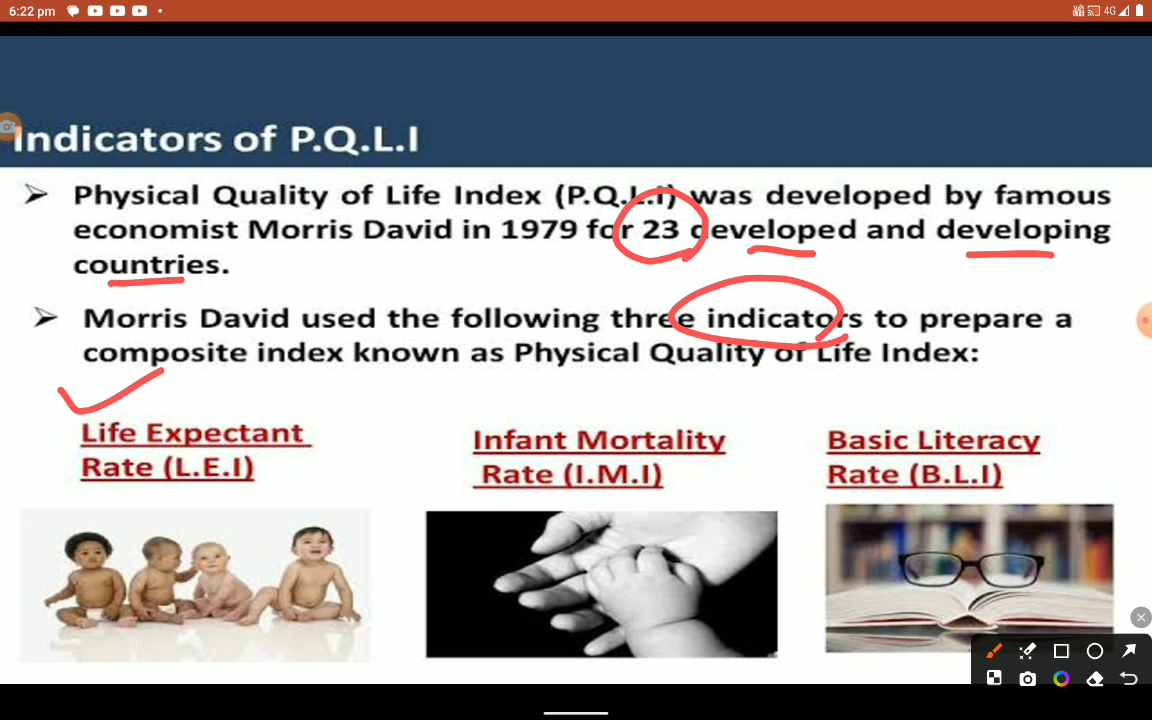 6:22 pm
4G
Indicators of P.Q.L.I
➢ Physical Quality of Life Index (P.Q.L.I) was developed by famous
economist Morris David in 1979 for 23 developed and developing
countries.
➢ Morris David used the following three indicators to prepare a
composite index known as Physical Quality of Life Index:
Life Expectant
Rate (L.E.I)
Infant Mortality
Rate (I.M.I)
Basic Literacy
Rate (B.L.I)